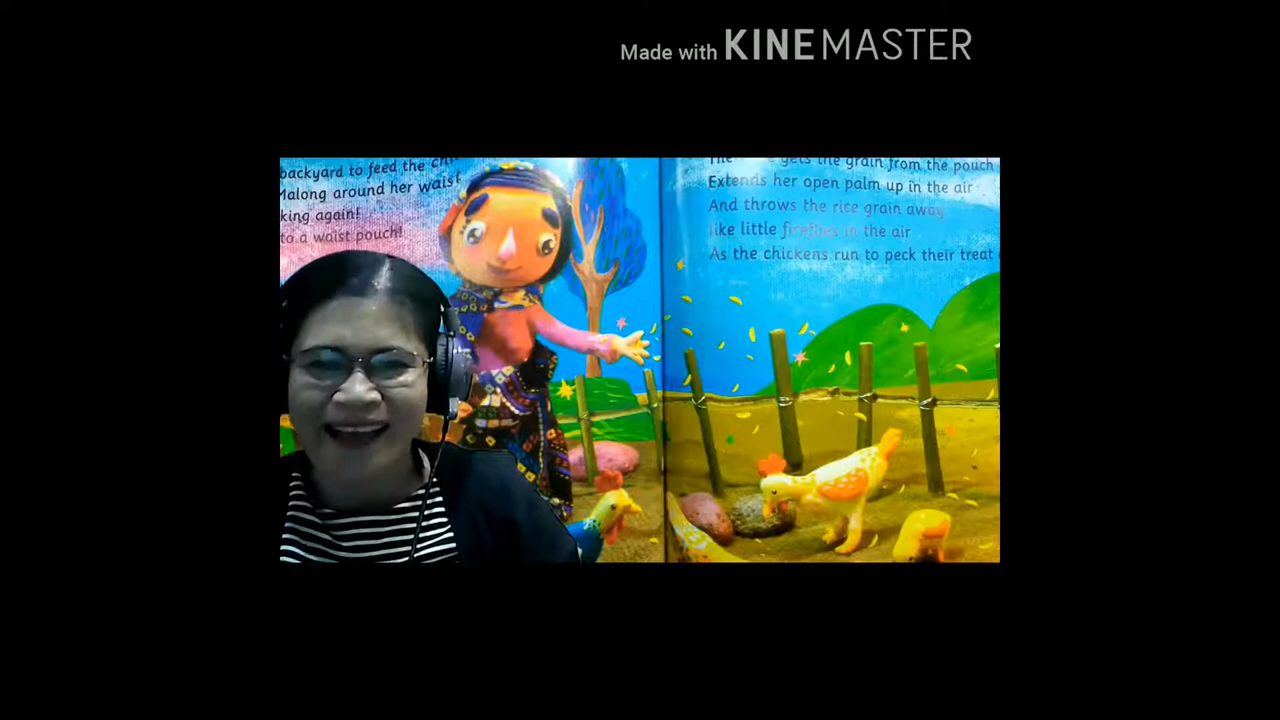 Made with KINEMASTER
backyard to feed the
Malong around her waist
king again!
to a waist pouch!
gets the grain from the pouch
Extends her open palm up in the air
And throws the rice grain away
like little fireflies in the air
As the chickens run to peck their treat